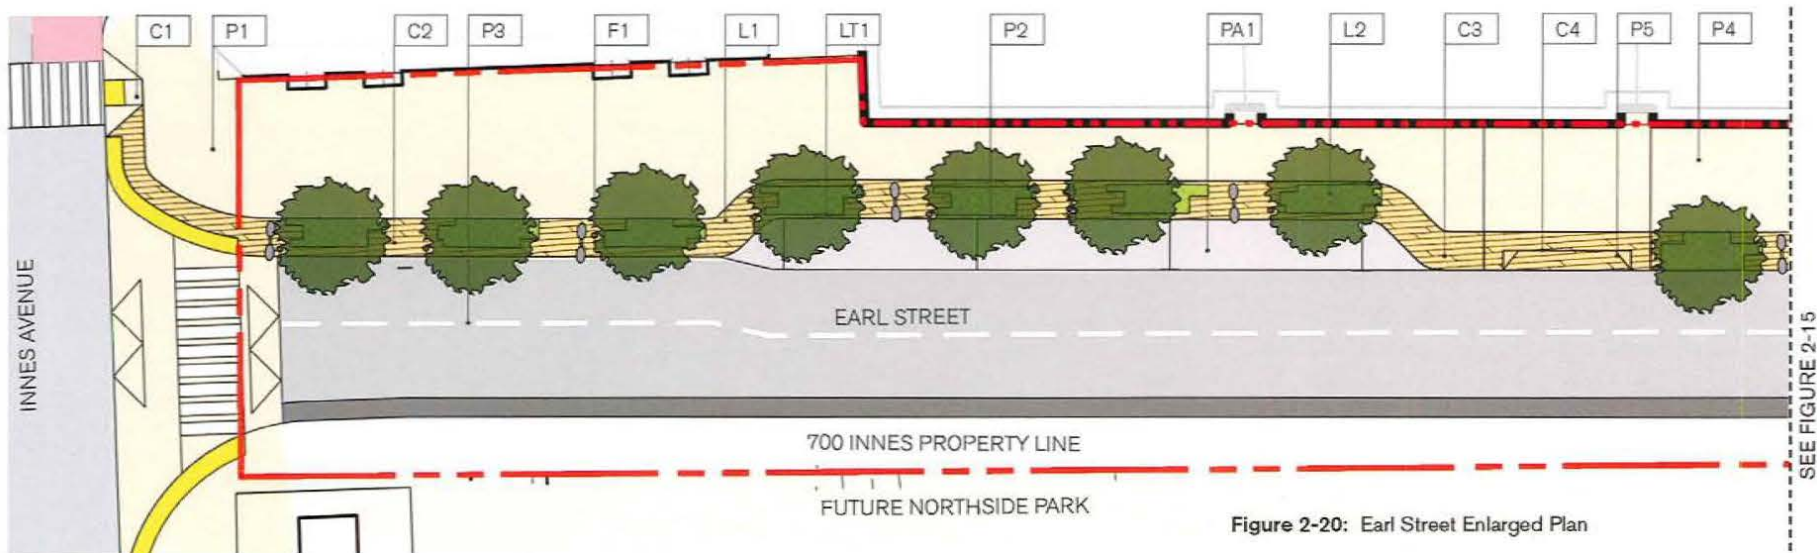 C1
P1
C2
P3
F1
L1
LT1
P2
PA1
L2
C3
C4
P5
P4
INNES AVENUE
EARL STREET
700 INNES PROPERTY LINE
FUTURE NORTHSIDE PARK
Figure 2-20: Earl Street Enlarged Plan
SEE FIGURE 2-15